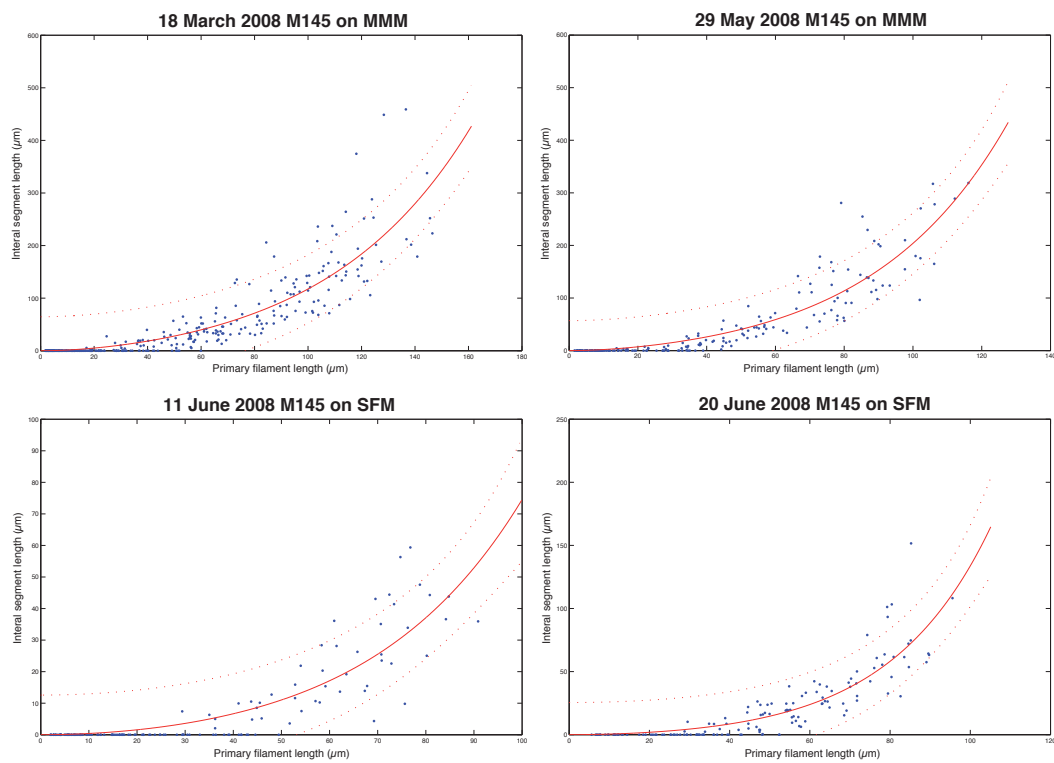 18 March 2008 M145 on MMM
600
500
400
300
200
100
0
Interal segment length (µm)
0 20 40 60 80 100 120 140 160 180
Primary filament length (µm)
29 May 2008 M145 on MMM
600
500
400
300
200
100
0
Interal segment length (µm)
0 20 40 60 80 100 120 140
Primary filament length (µm)
11 June 2008 M145 on SFM
100
90
80
70
60
50
40
30
20
10
0
Interal segment length (µm)
0 10 20 30 40 50 60 70 80 90 100
Primary filament length (µm)
20 June 2008 M145 on SFM
250
200
150
100
50
0
Interal segment length (µm)
0 20 40 60 80 100 120
Primary filament length (µm)